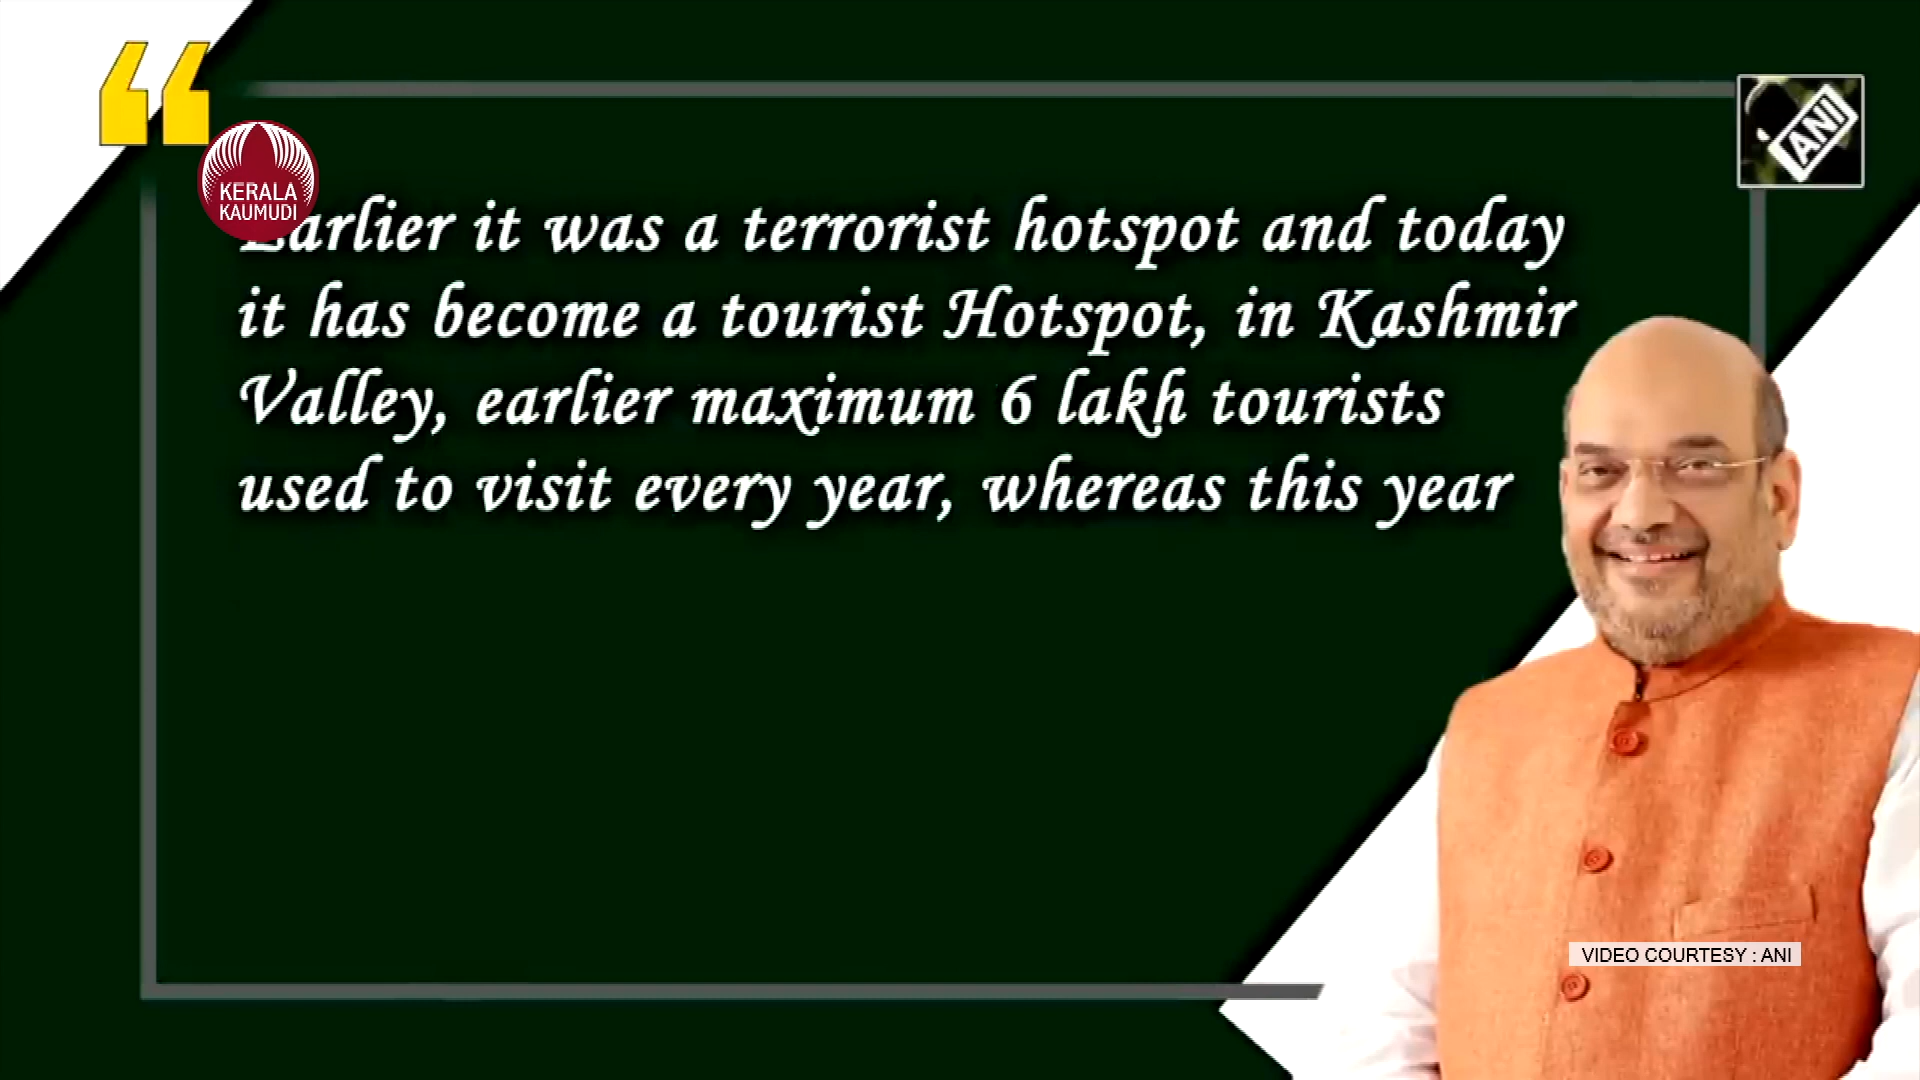 ANI
KERALA
KAUMUDI
Earlier it was a terrorist hotspot and today
it has become a tourist Hotspot, in Kashmir
Valley, earlier maximum 6 lakh tourists
used to visit every year, whereas this year
VIDEO COURTESY : ANI